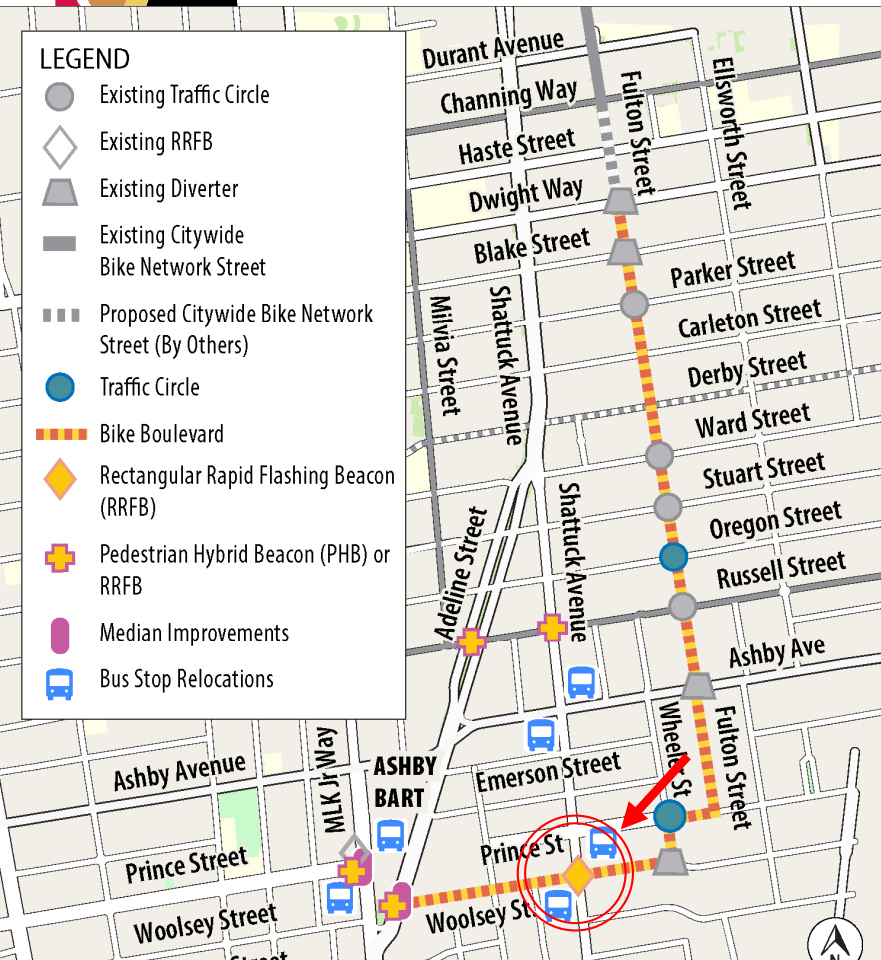 LEGEND
Existing Traffic Circle
Existing RRFB
Existing Diverter
Existing Citywide
Bike Network Street
Proposed Citywide Bike Network
Street (By Others)
Traffic Circle
Bike Boulevard
Rectangular Rapid Flashing Beacon
(RRFB)
Pedestrian Hybrid Beacon (PHB) or
RRFB
Median Improvements
Bus Stop Relocations
Durant Avenue
Channing Way
Haste Street
Dwight Way
Blake Street
Fulton Street
Ellsworth Street
Parker Street
Carleton Street
Derby Street
Ward Street
Stuart Street
Oregon Street
Russell Street
Ashby Ave
Milvia Street
Shattuck Avenue
Shattuck Avenue
Adeline Street
Wheeler St
Fulton Street
Emerson Street
Ashby Avenue
MLK Jr Way
ASHBY
BART
Prince St
Prince Street
Woolsey St
Woolsey Street
Street
N